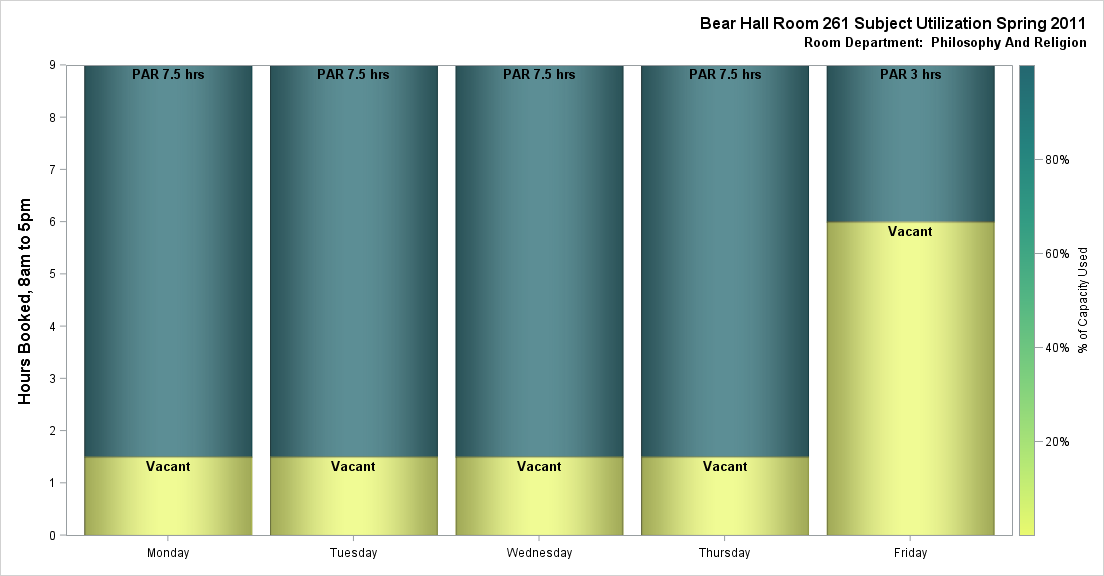 Bear Hall Room 261 Subject Utilization Spring 2011
Room Department:  Philosophy And Religion
Hours Booked, 8am to 5pm
9
8
7
6
5
4
3
2
1
0
PAR 7.5 hrs
PAR 7.5 hrs
PAR 7.5 hrs
PAR 7.5 hrs
PAR 3 hrs
Vacant
Vacant
Vacant
Vacant
Vacant
Monday
Tuesday
Wednesday
Thursday
Friday
80%
60%
40%
20%
% of Capacity Used